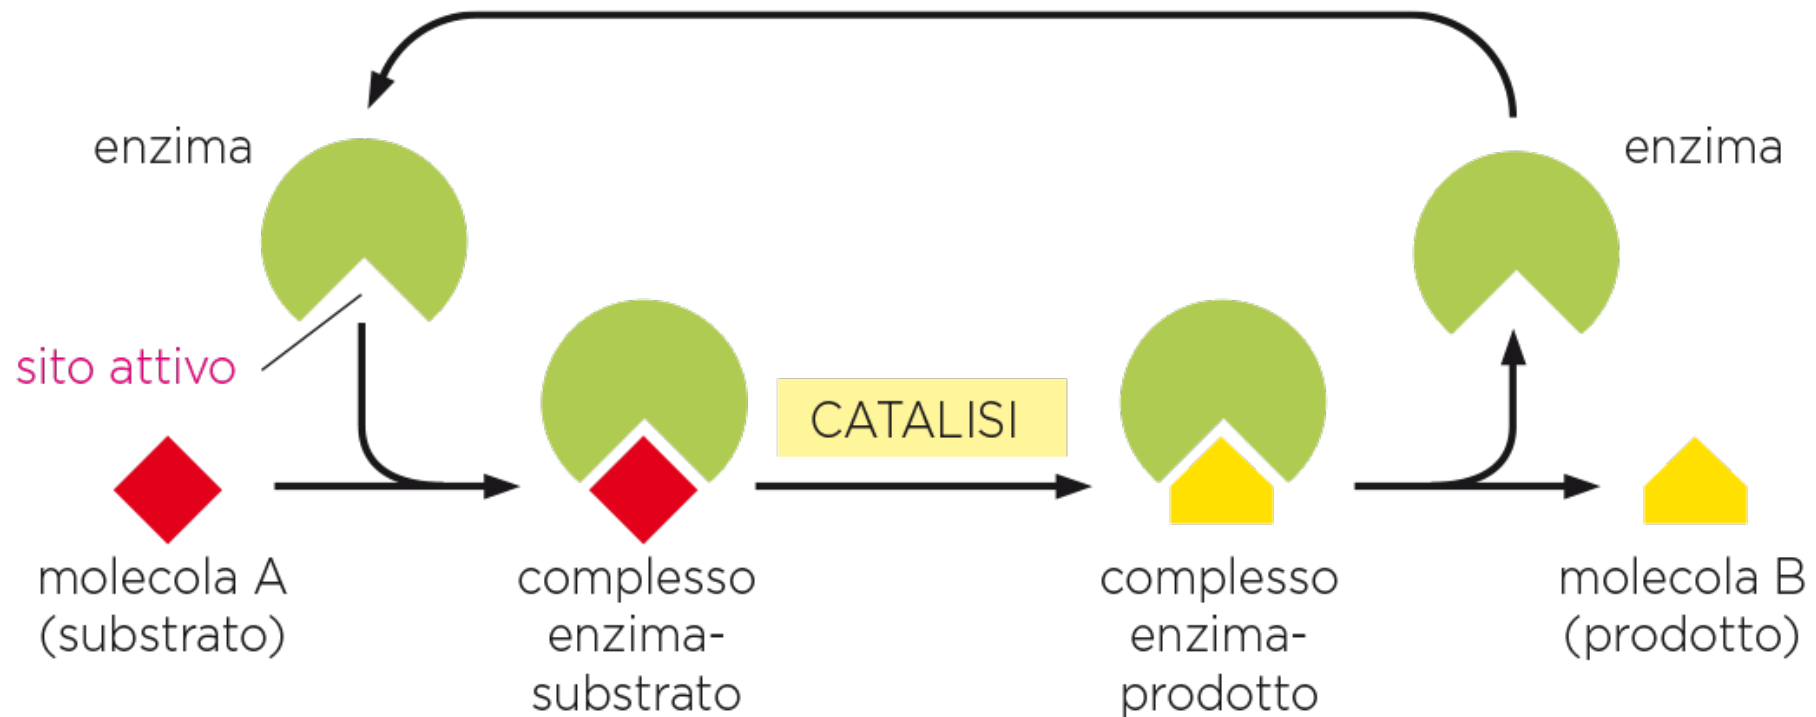 enzima
enzima
sito attivo
CATALISI
molecola A
(substrato)
complesso
enzima-
substrato
complesso
enzima-
prodotto
molecola B
(prodotto)